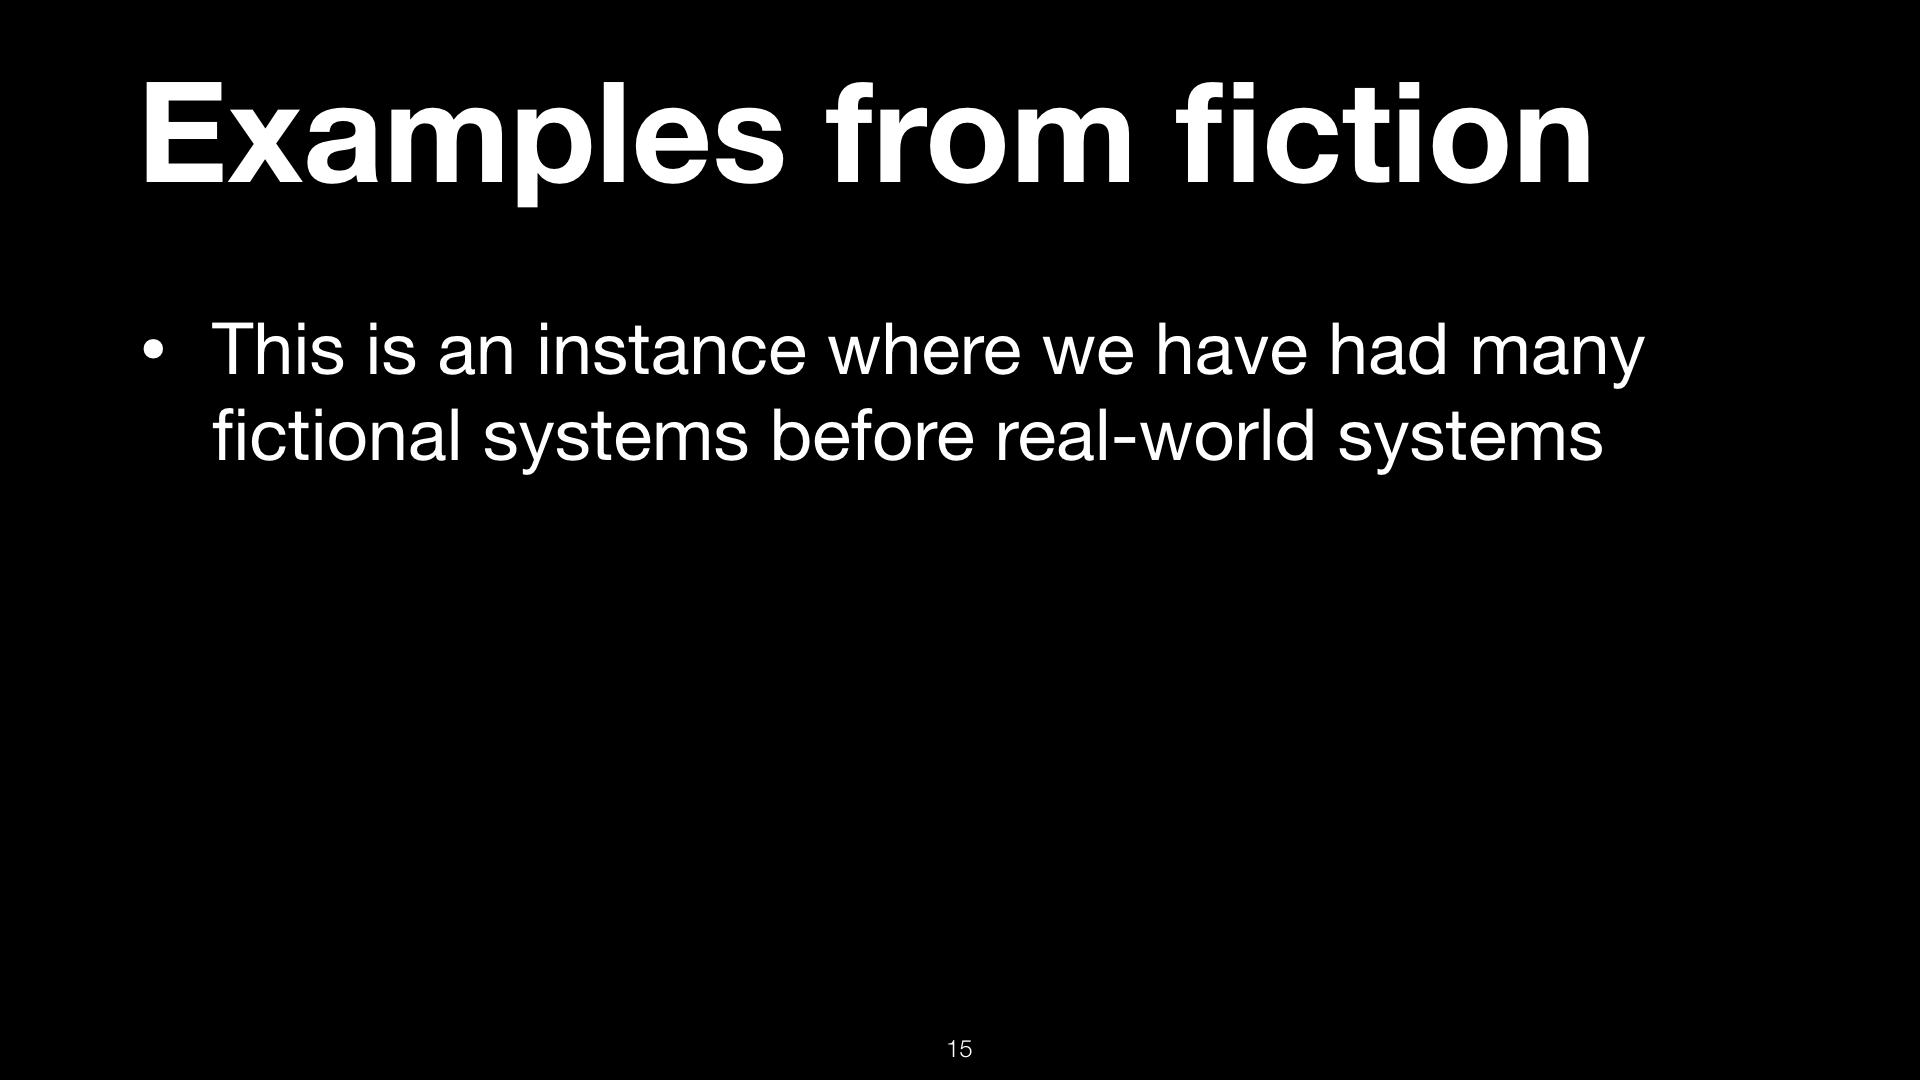 Examples from fiction
• This is an instance where we have had many
fictional systems before real-world systems
15